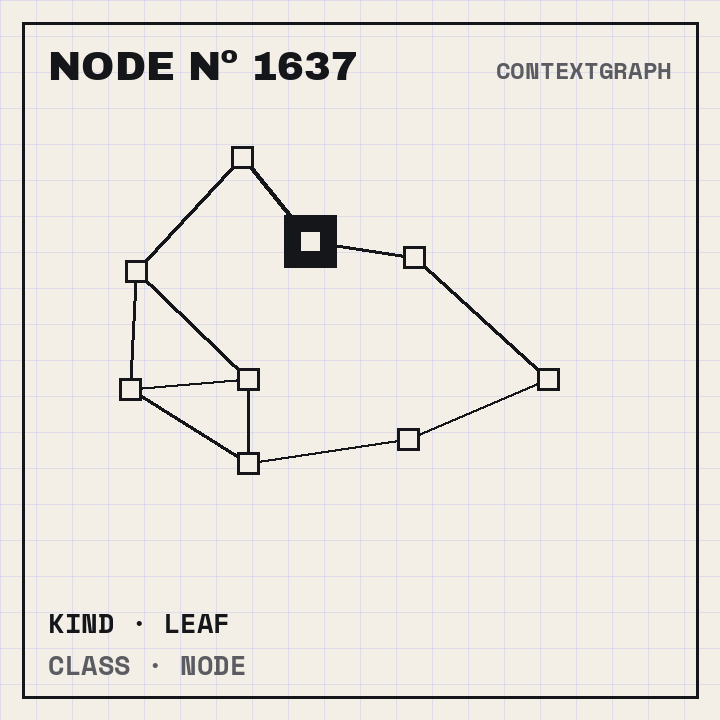 NODE Nº 1637
CONTEXTGRAPH
KIND · LEAF
CLASS · NODE